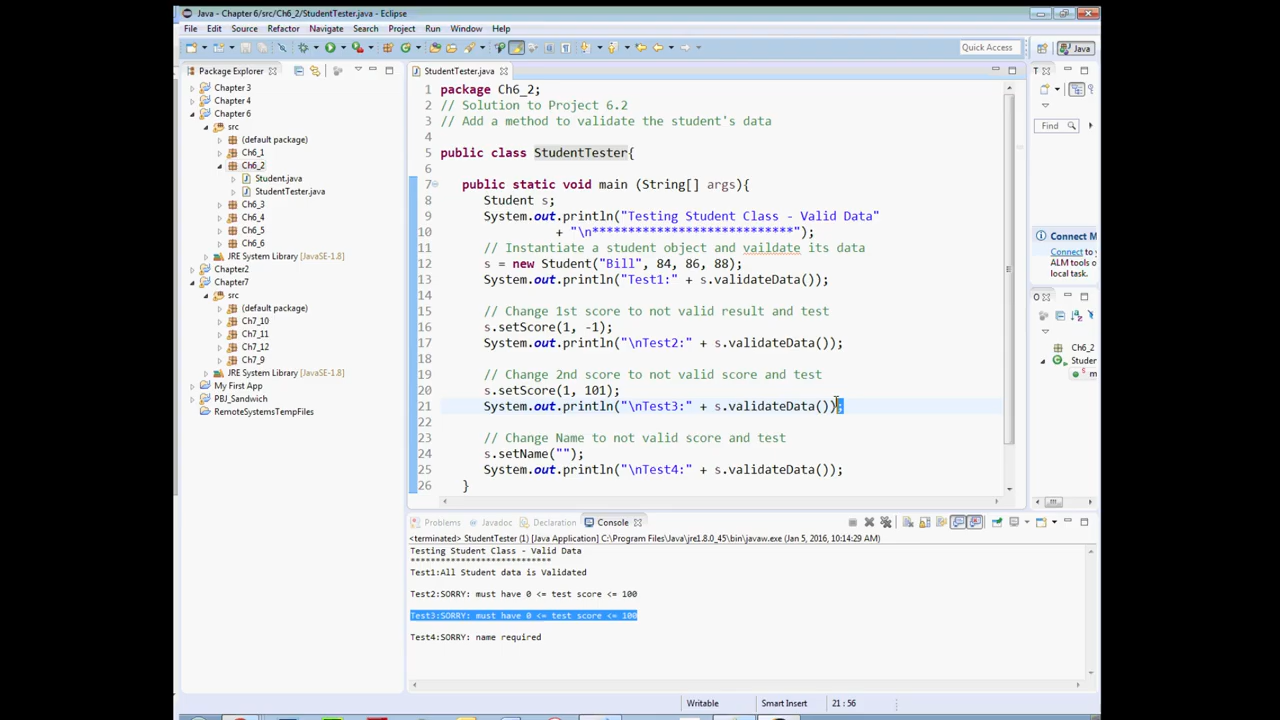 Java - Chapter 6/src/Ch6_2/StudentTester.java - Eclipse
File Edit Source Refactor Navigate Search Project Run Window Help
Quick Access
Java
Package Explorer
Chapter 3
Chapter 4
Chapter 6
src
(default package)
Ch6_1
Ch6_2
Student.java
StudentTester.java
Ch6_3
Ch6_4
Ch6_5
Ch6_6
JRE System Library [JavaSE-1.8]
Chapter2
Chapter7
src
(default package)
Ch7_10
Ch7_11
Ch7_12
Ch7_9
JRE System Library [JavaSE-1.8]
My First App
PBJ_Sandwich
RemoteSystemsTempFiles
StudentTester.java
1 package Ch6_2;
2 // Solution to Project 6.2
3 // Add a method to validate the student's data
4
5 public class StudentTester{
6
7 public static void main (String[] args){
8 Student s;
9 System.out.println("Testing Student Class - Valid Data"
10 + "\n****************************");
11 // Instantiate a student object and vaildate its data
12 s = new Student("Bill", 84, 86, 88);
13 System.out.println("Test1:" + s.validateData());
14
15 // Change 1st score to not valid result and test
16 s.setScore(1, -1);
17 System.out.println("\nTest2:" + s.validateData());
18
19 // Change 2nd score to not valid score and test
20 s.setScore(1, 101);
21 System.out.println("\nTest3:" + s.validateData());
22
23 // Change Name to not valid score and test
24 s.setName("");
25 System.out.println("\nTest4:" + s.validateData());
26 }
T
Find
Connect M
Connect to
ALM tools o
local task.
O
Ch6_2
Studer
m
Problems Javadoc Declaration Console
<terminated> StudentTester (1) [Java Application] C:\Program Files\Java\jre1.8.0_45\bin\javaw.exe (Jan 5, 2016, 10:14:29 AM)
Testing Student Class - Valid Data
****************************
Test1:All Student data is Validated
Test2:SORRY: must have 0 <= test score <= 100
Test3:SORRY: must have 0 <= test score <= 100
Test4:SORRY: name required
Writable Smart Insert 21 : 56